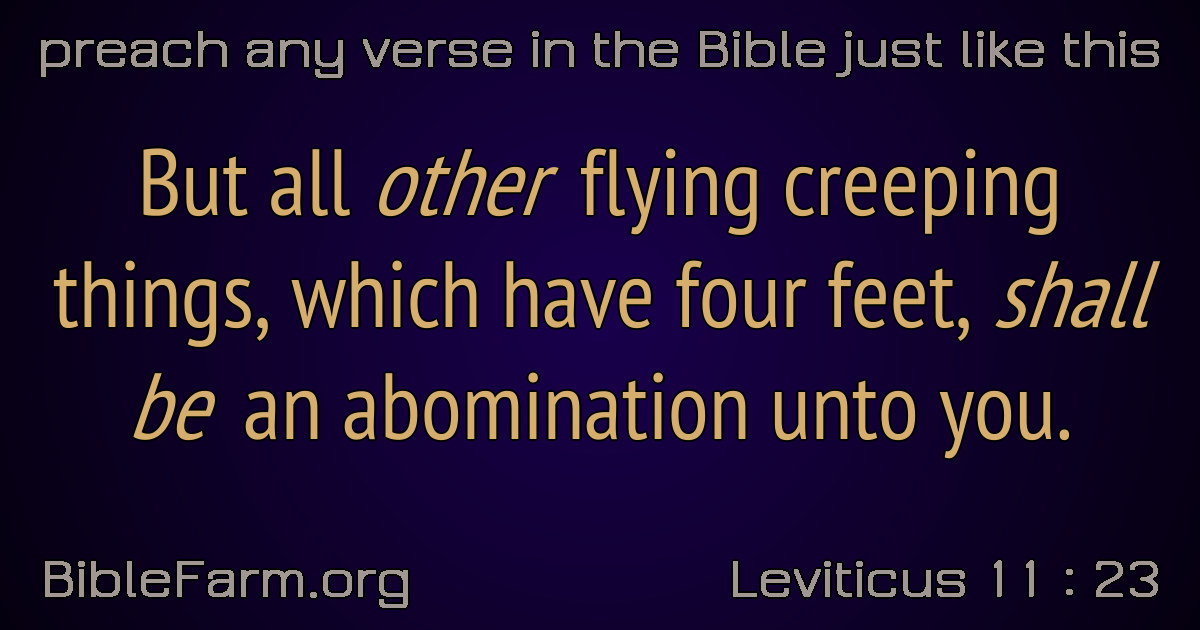 preach any verse in the Bible just like this
But all other flying creeping
things, which have four feet, shall
be an abomination unto you.
BibleFarm.org
Leviticus 11 : 23